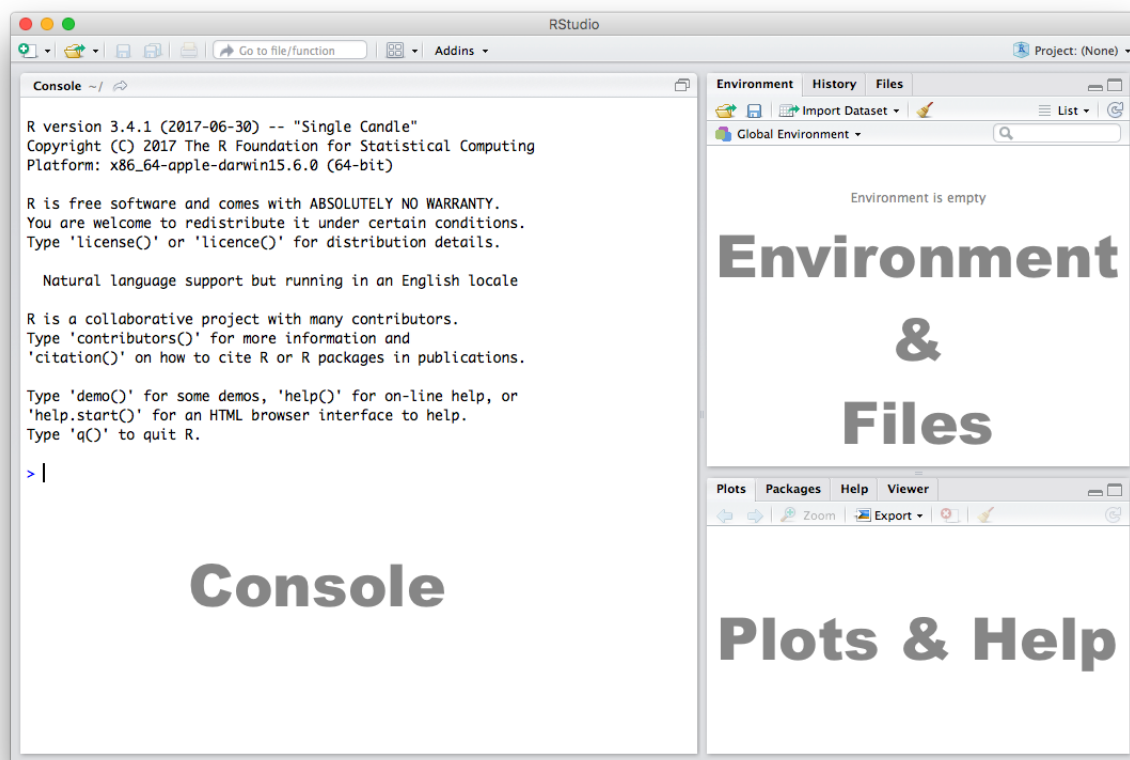 RStudio
Go to file/function
Addins
Project: (None)
Console ~/
R version 3.4.1 (2017-06-30) -- "Single Candle"
Copyright (C) 2017 The R Foundation for Statistical Computing
Platform: x86_64-apple-darwin15.6.0 (64-bit)
R is free software and comes with ABSOLUTELY NO WARRANTY.
You are welcome to redistribute it under certain conditions.
Type 'license()' or 'licence()' for distribution details.
Natural language support but running in an English locale
R is a collaborative project with many contributors.
Type 'contributors()' for more information and
'citation()' on how to cite R or R packages in publications.
Type 'demo()' for some demos, 'help()' for on-line help, or
'help.start()' for an HTML browser interface to help.
Type 'q()' to quit R.
>
Console
Environment History Files
Import Dataset List
Global Environment
Environment is empty
Environment
&
Files
Plots Packages Help Viewer
Zoom Export
Plots & Help